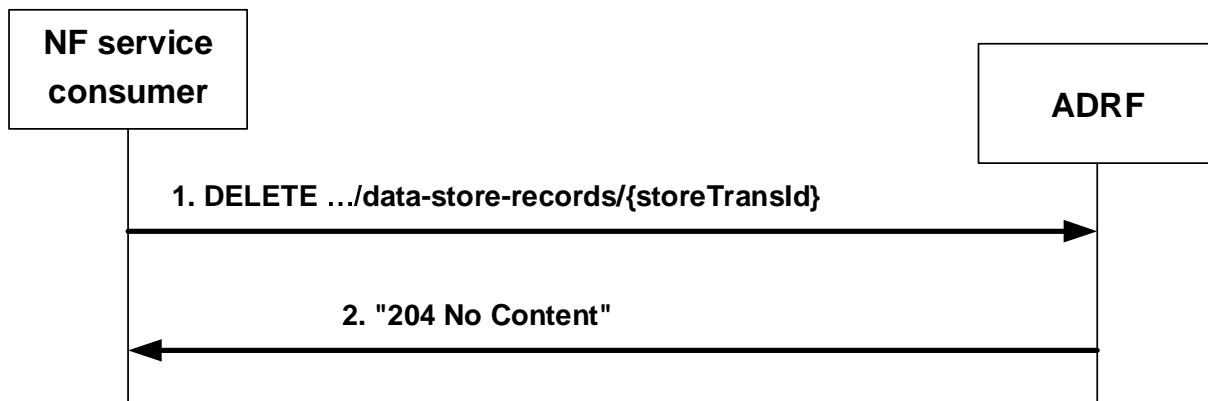 NF service
consumer
ADRF
1. DELETE …/data-store-records/{storeTransId}
2. "204 No Content"